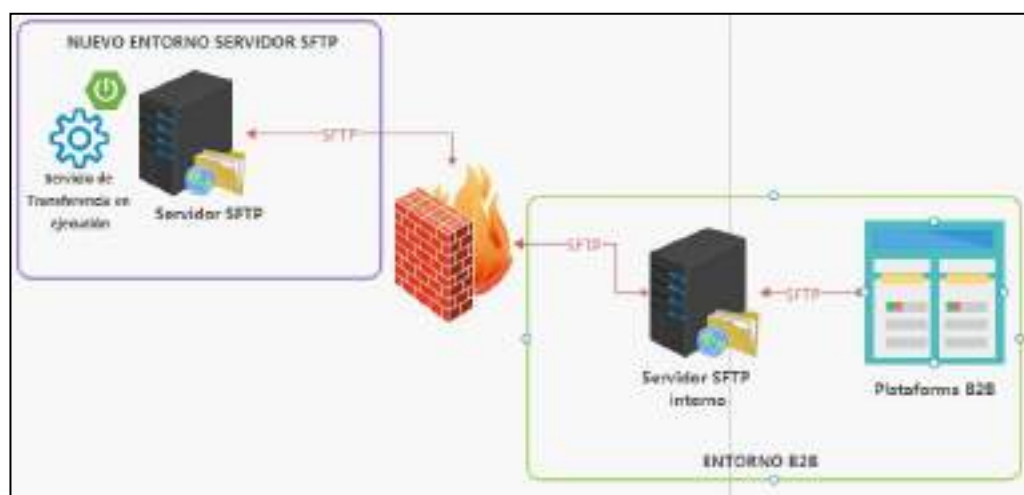 NUEVO ENTORNO SERVIDOR SFTP
SFTP
Servicio de
Transferencia en
ejecución
Servidor SFTP
SFTP
SFTP
Servidor SFTP
interno
Plataforma B2B
ENTORNO B2B